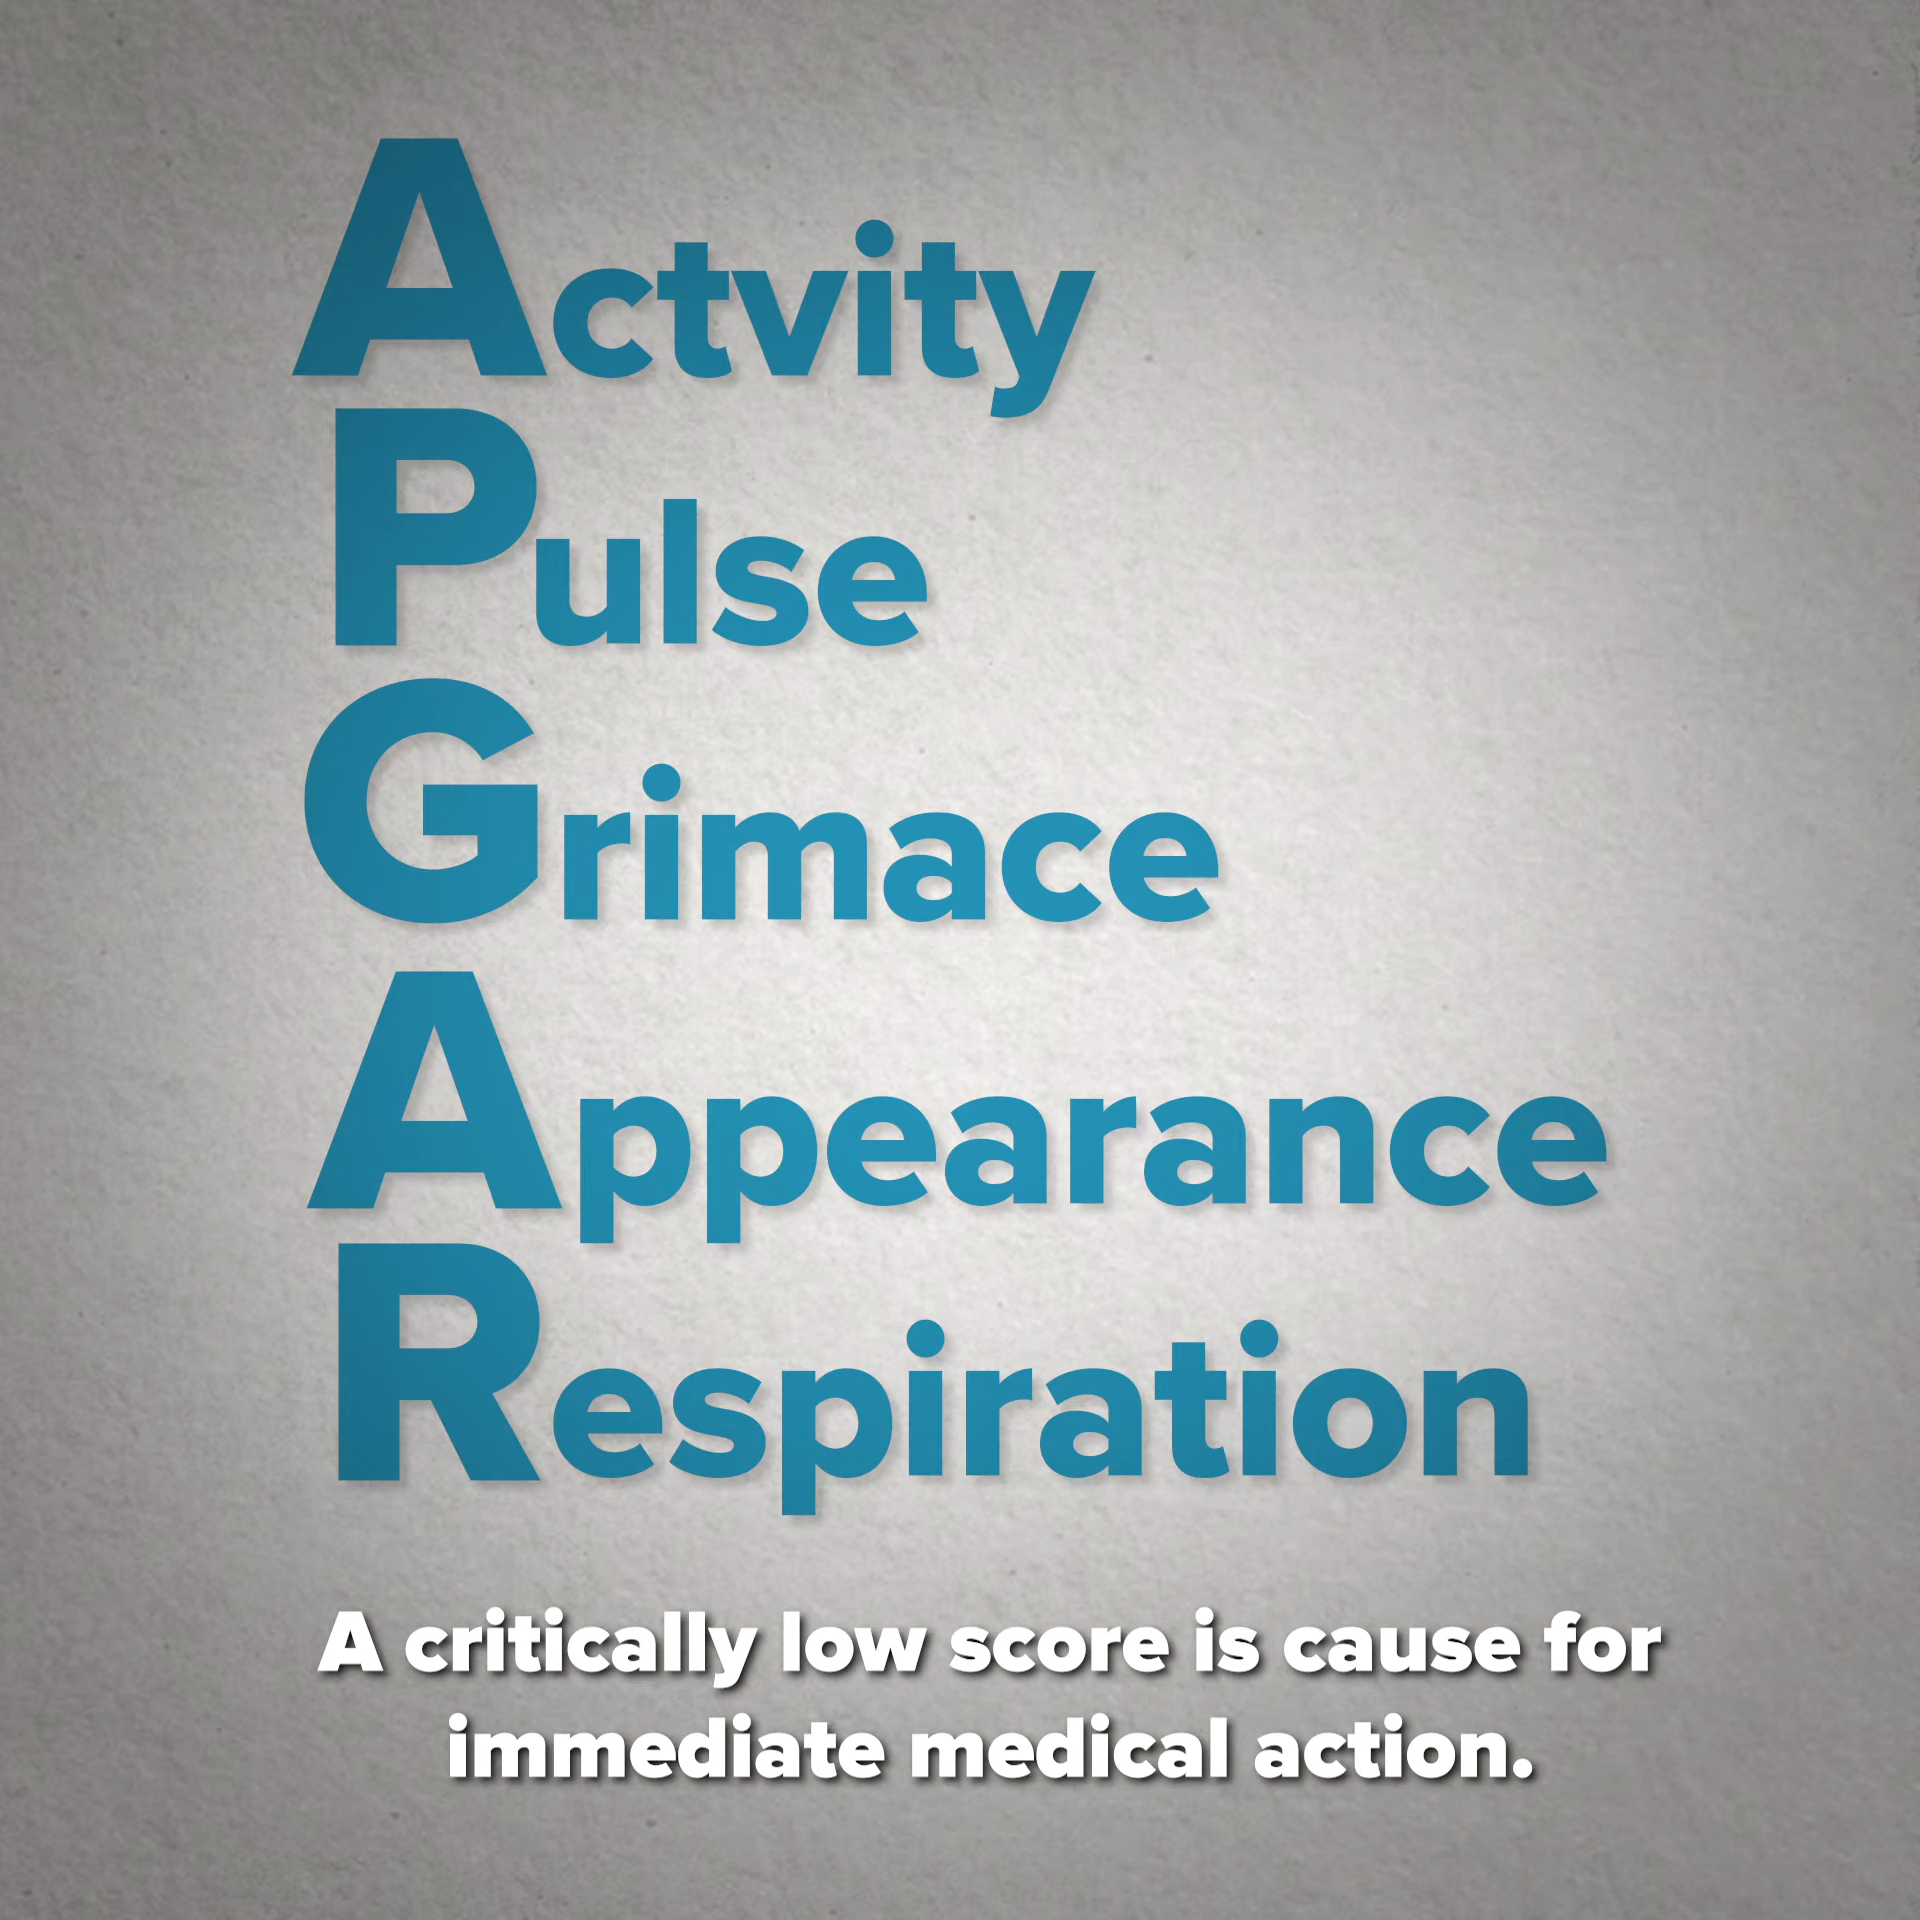 Actvity
Pulse
Grimace
Appearance
Respiration
A critically low score is cause for
immediate medical action.